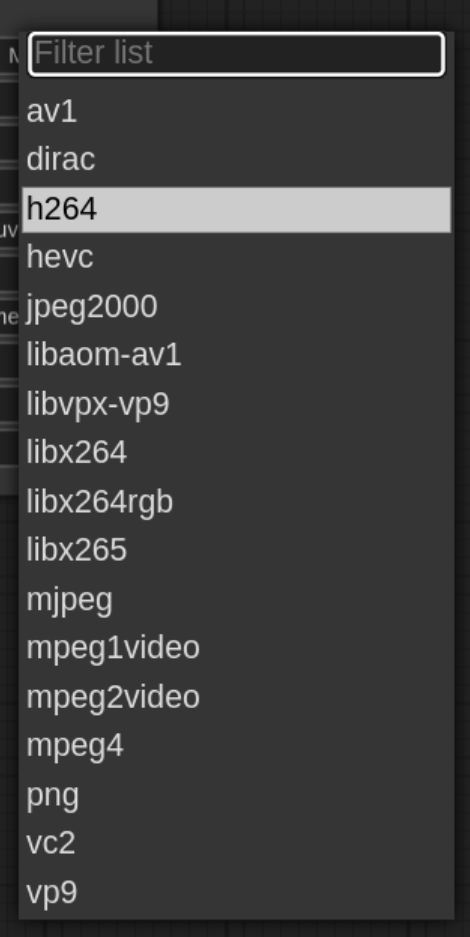 Filter list
av1
dirac
h264
hevc
jpeg2000
libaom-av1
libvpx-vp9
libx264
libx264rgb
libx265
mjpeg
mpeg1video
mpeg2video
mpeg4
png
vc2
vp9